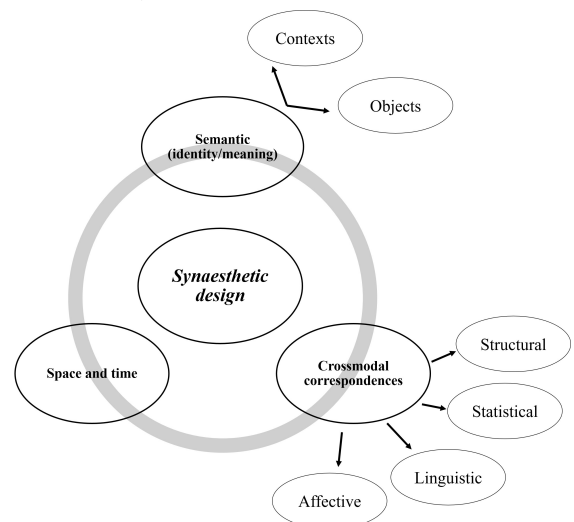 Contexts
Objects
Semantic
(identity/meaning)
Synaesthetic
design
Space and time
Crossmodal
correspondences
Structural
Statistical
Linguistic
Affective